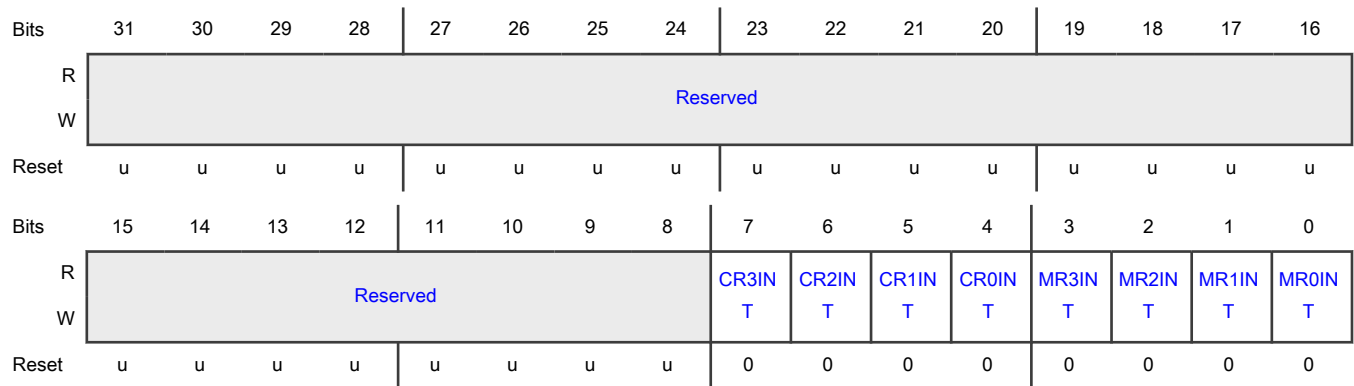 Bits 31 30 29 28 27 26 25 24 23 22 21 20 19 18 17 16
R
Reserved
W
Reset u u u u u u u u u u u u u u u u
Bits 15 14 13 12 11 10 9 8 7 6 5 4 3 2 1 0
R CR3IN CR2IN CR1IN CR0IN MR3IN MR2IN MR1IN MR0IN
Reserved
W T T T T T T T T
Reset u u u u u u u u 0 0 0 0 0 0 0 0